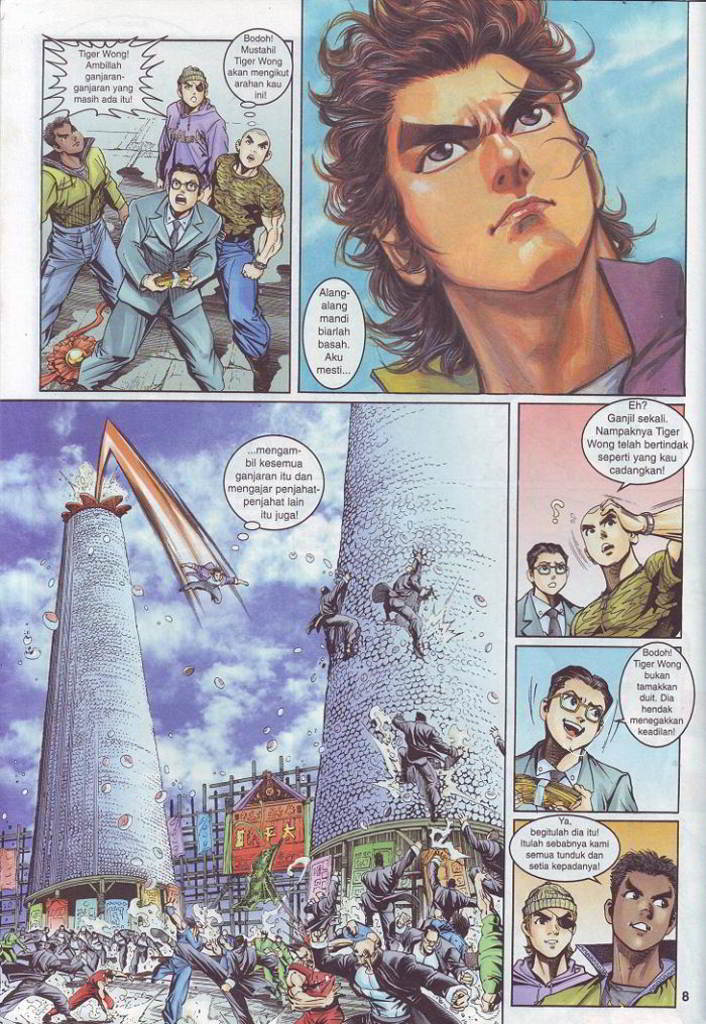 Tiger Wong!
Ambillah
ganjaran-
ganjaran yang
masih ada itu!
Bodoh!
Mustahil
Tiger Wong
akan mengikut
arahan kau
ini!
Alang-
alang
mandi
biarlah
basah.
Aku
mesti...
...mengam-
bil kesemua
ganjaran itu dan
mengajar penjahat-
penjahat lain
itu juga!
Eh?
Ganjil sekali.
Nampaknya Tiger
Wong telah bertindak
seperti yang kau
cadangkan!
?
Bodoh!
Tiger Wong
bukan
tamakkan
duit. Dia
hendak
menegakkan
keadilan!
Ya,
begitulah dia itu!
Itulah sebabnya kami
semua tunduk dan
setia kepadanya!
8